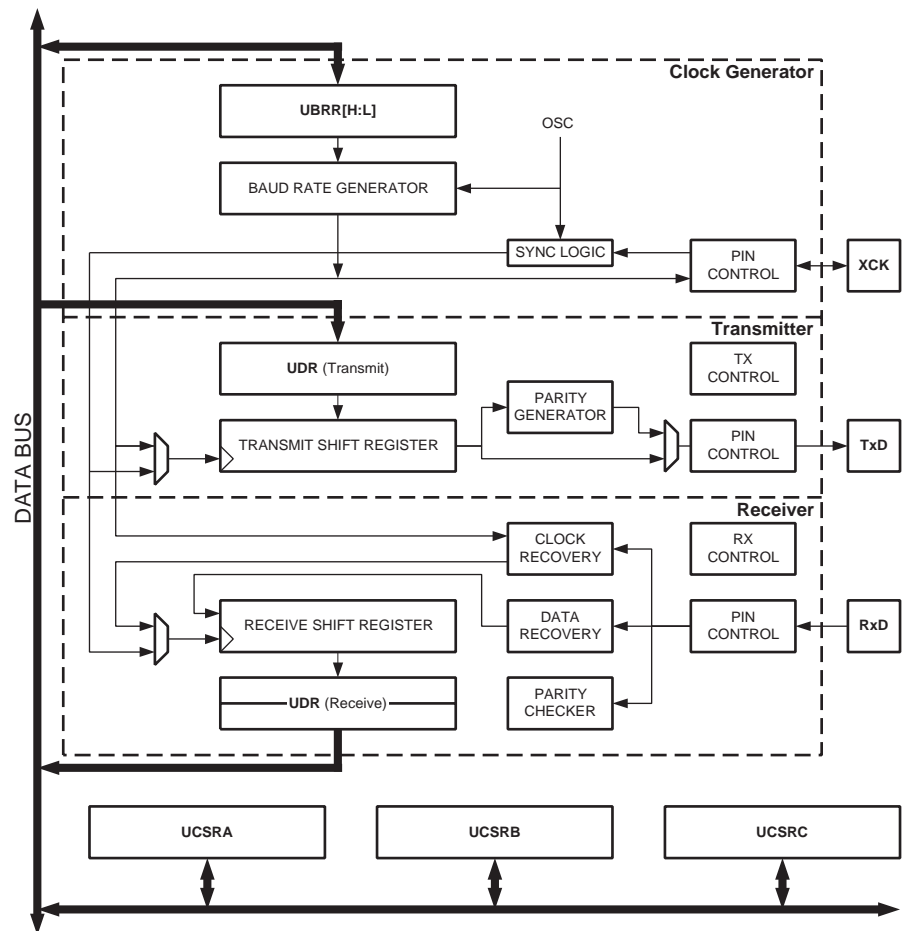 Clock Generator
UBRR[H:L]
OSC
BAUD RATE GENERATOR
SYNC LOGIC
PIN
CONTROL
XCK
Transmitter
UDR (Transmit)
TX
CONTROL
PARITY
GENERATOR
TRANSMIT SHIFT REGISTER
PIN
CONTROL
TxD
DATA BUS
Receiver
CLOCK
RECOVERY
RX
CONTROL
RECEIVE SHIFT REGISTER
DATA
RECOVERY
PIN
CONTROL
RxD
UDR (Receive)
PARITY
CHECKER
UCSRA
UCSRB
UCSRC